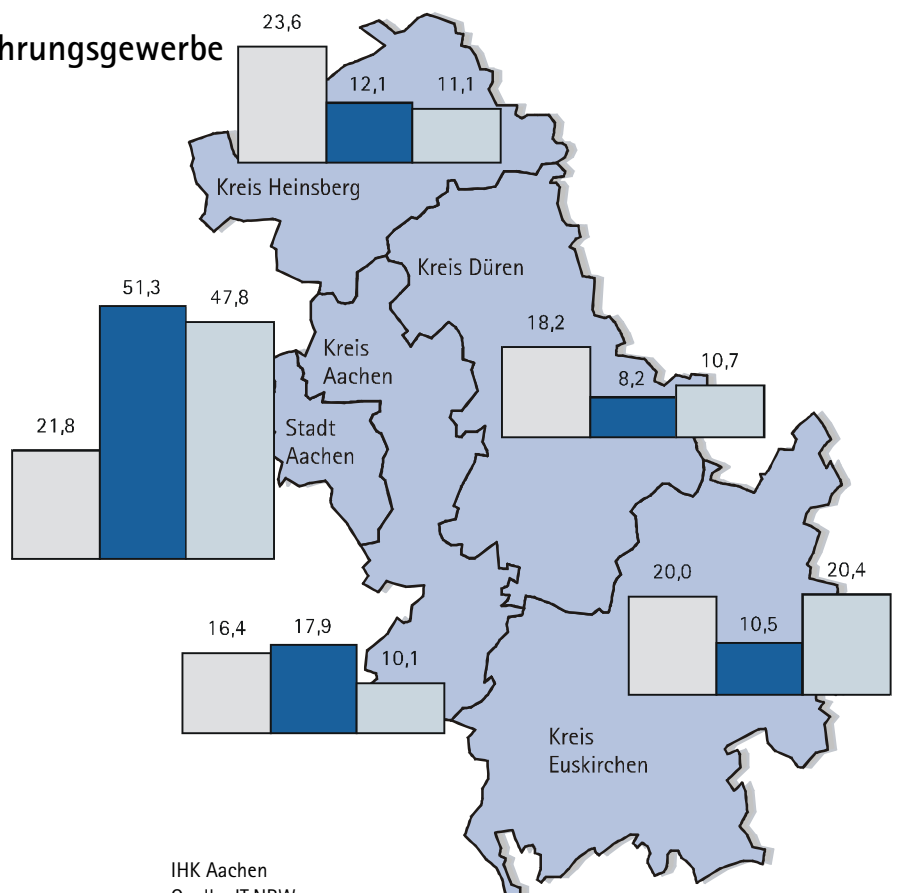 23,6
hrungsgewerbe
12,1
11,1
Kreis Heinsberg
Kreis Düren
51,3
47,8
18,2
Kreis
Aachen
10,7
8,2
21,8
Stadt
Aachen
20,0
20,4
16,4
17,9
10,5
10,1
Kreis
Euskirchen
IHK Aachen